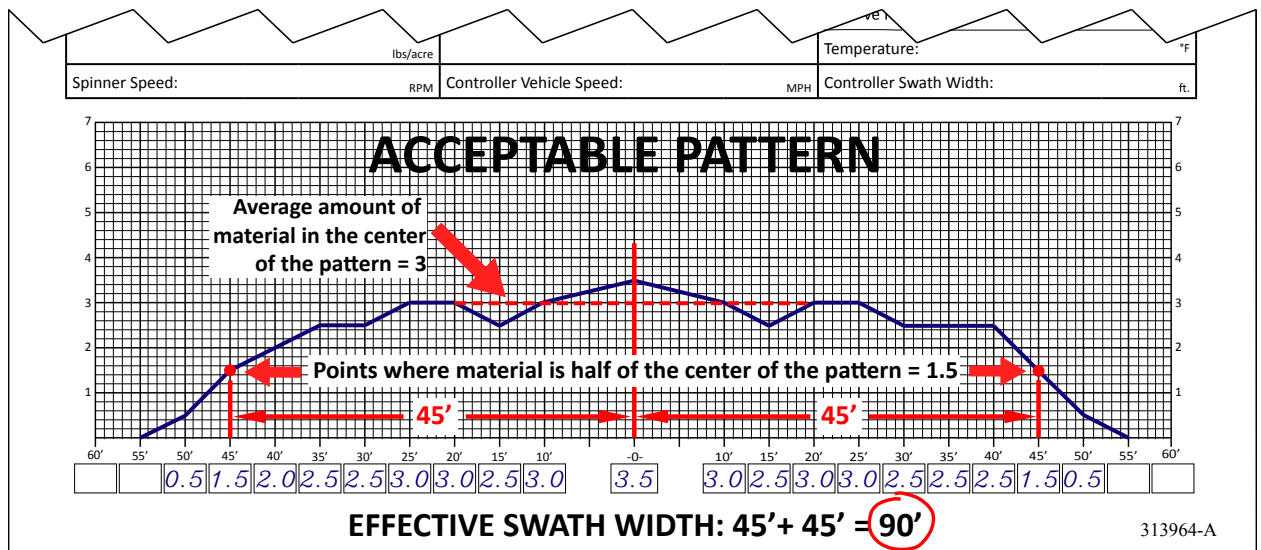 lbs/acre
Temperature: °F
Spinner Speed: RPM Controller Vehicle Speed: MPH Controller Swath Width: ft.
ACCEPTABLE PATTERN
7 7
6 6
5 5
4 4
3 3
2 2
1 1
Average amount of
material in the center
of the pattern = 3
Points where material is half of the center of the pattern = 1.5
45’ 45’
60’ 55’ 50’ 45’ 40’ 35’ 30’ 25’ 20’ 15’ 10’ -0- 10’ 15’ 20’ 25’ 30’ 35’ 40’ 45’ 50’ 55’ 60’
0.5 1.5 2.0 2.5 2.5 3.0 3.0 2.5 3.0 3.5 3.0 2.5 3.0 3.0 2.5 2.5 2.5 1.5 0.5
EFFECTIVE SWATH WIDTH: 45’+ 45’ = 90’
313964-A